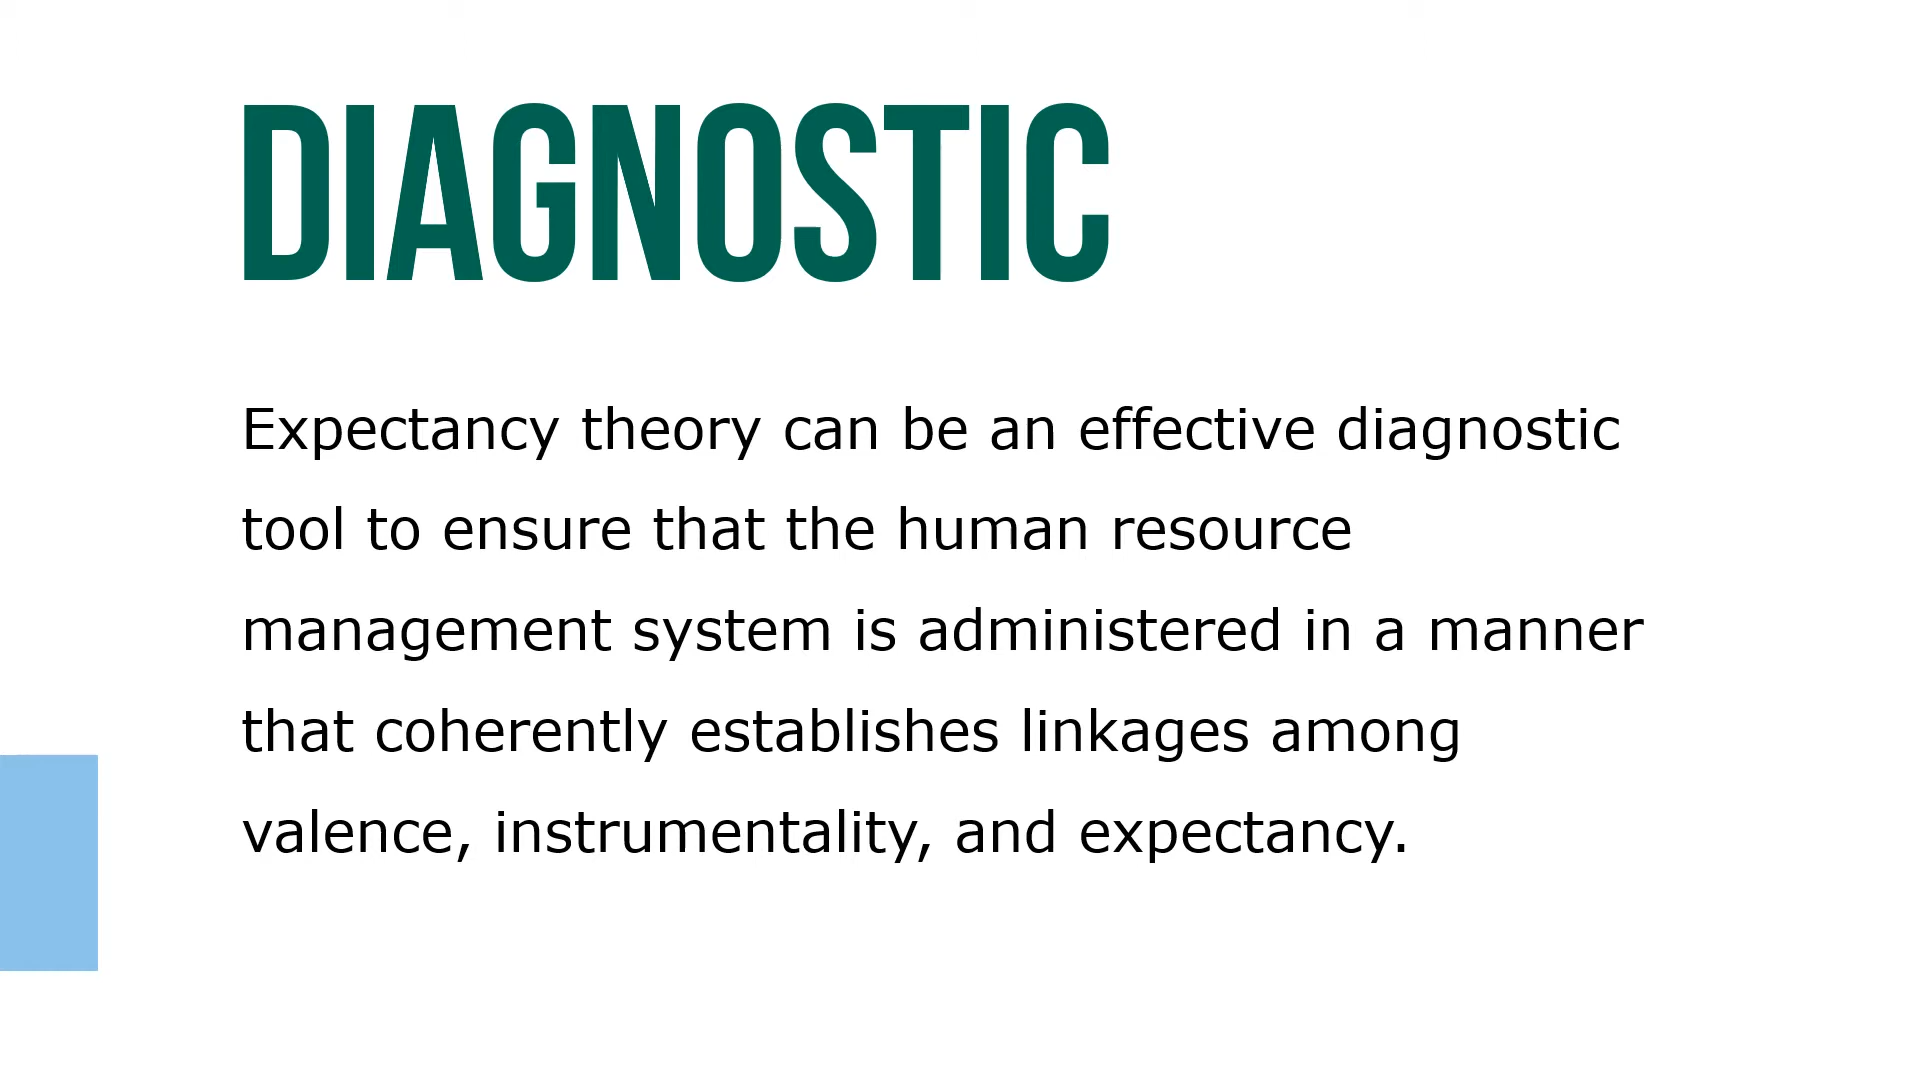 DIAGNOSTIC
Expectancy theory can be an effective diagnostic
tool to ensure that the human resource
management system is administered in a manner
that coherently establishes linkages among
valence, instrumentality, and expectancy.